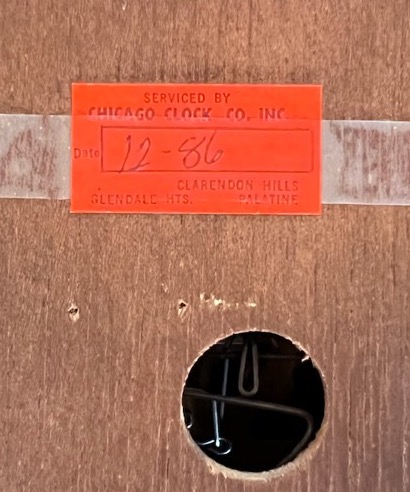 SERVICED BY
CHICAGO CLOCK CO. INC.
Date 12-86
CLARENDON HILLS
GLENDALE HTS. PALATINE